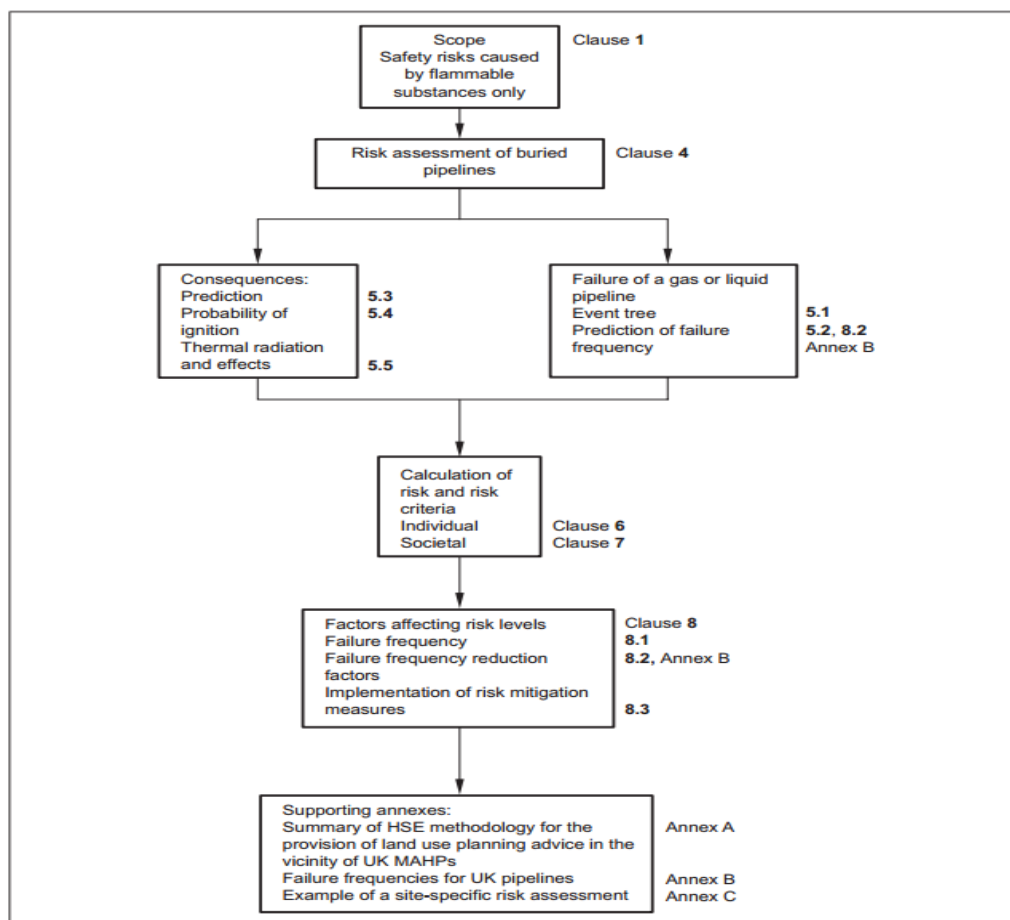 Scope
Safety risks caused
by flammable
substances only
Clause 1
Risk assessment of buried
pipelines
Clause 4
Consequences:
Prediction 5.3
Probability of 5.4
ignition
Thermal radiation
and effects 5.5
Failure of a gas or liquid
pipeline
Event tree 5.1
Prediction of failure 5.2, 8.2
frequency Annex B
Calculation of
risk and risk
criteria
Individual Clause 6
Societal Clause 7
Factors affecting risk levels Clause 8
Failure frequency 8.1
Failure frequency reduction 8.2, Annex B
factors
Implementation of risk mitigation
measures 8.3
Supporting annexes:
Summary of HSE methodology for the Annex A
provision of land use planning advice in the
vicinity of UK MAHPs
Failure frequencies for UK pipelines Annex B
Example of a site-specific risk assessment Annex C